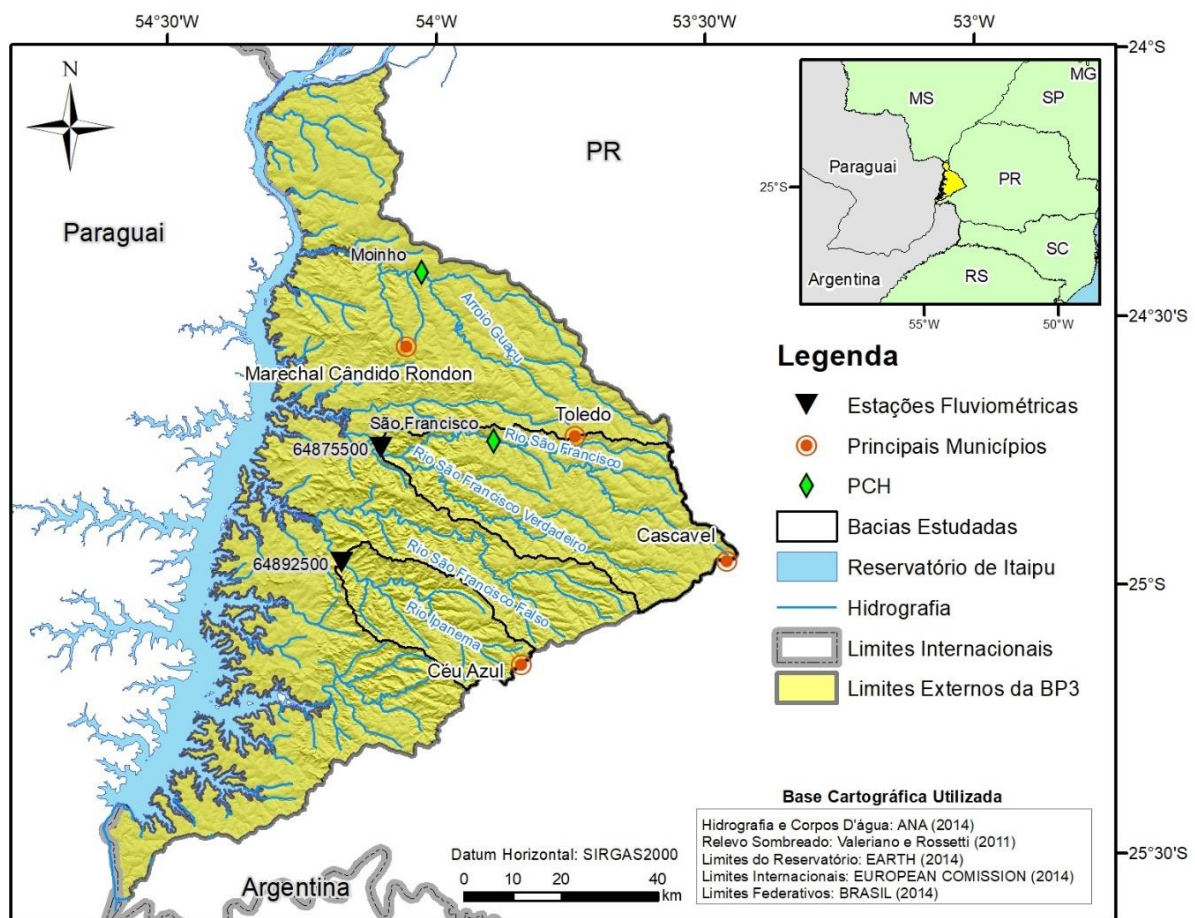 54°30'W
54°W
53°30'W
53°W
24°S
N
PR
Paraguai
MG
MS
SP
Paraguai
25°S
PR
SC
Argentina
RS
55°W
50°W
Moinho
Arroio Guaçu
24°30'S
Marechal Cândido Rondon
Toledo
São Francisco
Rio São Francisco
64875500
Rio São Francisco Verdadeiro
Cascavel
64892500
Rio São Francisco Falso
Rio Ipanema
Céu Azul
25°S
Legenda
Estações Fluviométricas
Principais Municípios
PCH
Bacias Estudadas
Reservatório de Itaipu
Hidrografia
Limites Internacionais
Limites Externos da BP3
Base Cartográfica Utilizada
Hidrografia e Corpos D'água: ANA (2014)
Relevo Sombreado: Valeriano e Rossetti (2011)
Limites do Reservatório: EARTH (2014)
Limites Internacionais: EUROPEAN COMISSION (2014)
Limites Federativos: BRASIL (2014)
Datum Horizontal: SIRGAS2000
0 10 20 40
km
Argentina
25°30'S